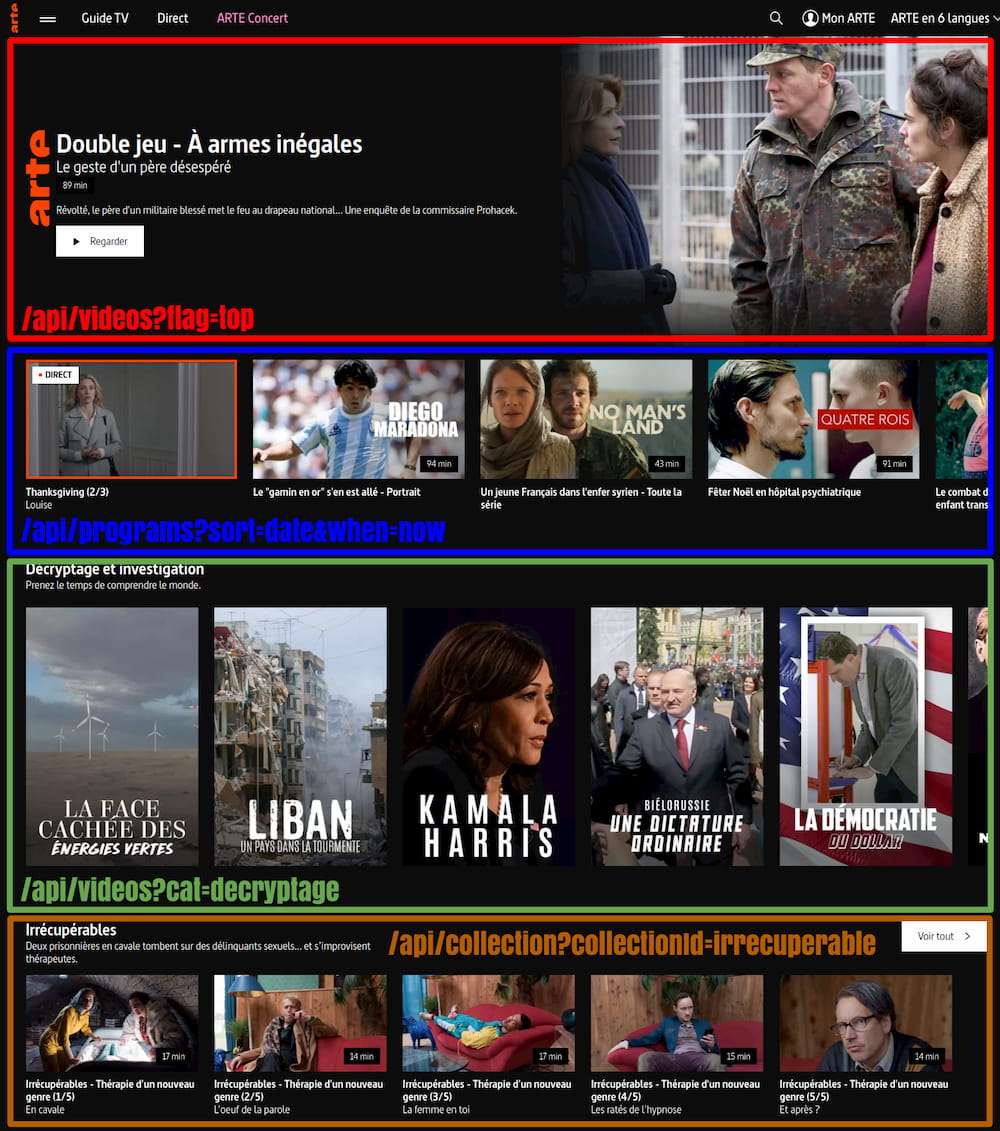 arte
Guide TV
Direct
ARTE Concert
Mon ARTE
ARTE en 6 langues
arte
Double jeu - À armes inégales
Le geste d'un père désespéré
89 min
Révolté, le père d'un militaire blessé met le feu au drapeau national... Une enquête de la commissaire Prohacek.
Regarder
/api/videos?flag=top
• DIRECT
Thanksgiving (2/3)
Louise
DIEGO
MARADONA
94 min
Le "gamin en or" s'en est allé - Portrait
NO MAN'S
LAND
43 min
Un jeune Français dans l'enfer syrien - Toute la
série
QUATRE ROIS
91 min
Fêter Noël en hôpital psychiatrique
Le combat d
enfant trans
/api/programs?sort=date&when=now
Décryptage et investigation
Prenez le temps de comprendre le monde.
LA FACE
CACHÉE DES
ÉNERGIES VERTES
LIBAN
UN PAYS DANS LA TOURMENTE
KAMALA
HARRIS
BIÉLORUSSIE
UNE DICTATURE
ORDINAIRE
LA DÉMOCRATIE
DU DOLLAR
N
/api/videos?cat=decryptage
Irrécupérables
Deux prisonnières en cavale tombent sur des délinquants sexuels... et s'improvisent
thérapeutes.
/api/collection?collectionId=irrecuperable
Voir tout
17 min
Irrécupérables - Thérapie d'un nouveau
genre (1/5)
En cavale
14 min
Irrécupérables - Thérapie d'un nouveau
genre (2/5)
L'oeuf de la parole
17 min
Irrécupérables - Thérapie d'un nouveau
genre (3/5)
La femme en toi
15 min
Irrécupérables - Thérapie d'un nouveau
genre (4/5)
Les ratés de l'hypnose
14 min
Irrécupérables - Thérapie d'un nouveau
genre (5/5)
Et après ?